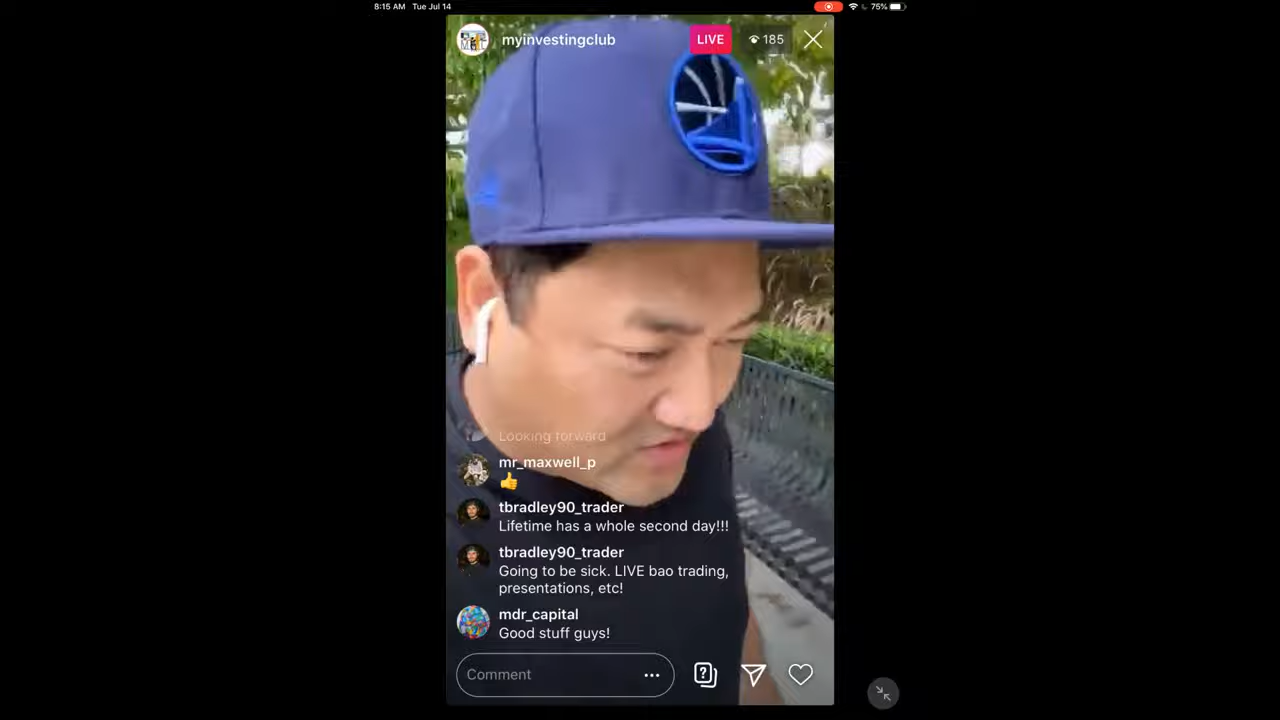 8:15 AM Tue Jul 14
75%
myinvestingclub
LIVE
185
Looking forward
mr_maxwell_p
👍
tbradley90_trader
Lifetime has a whole second day!!!
tbradley90_trader
Going to be sick. LIVE bao trading,
presentations, etc!
mdr_capital
Good stuff guys!
Comment